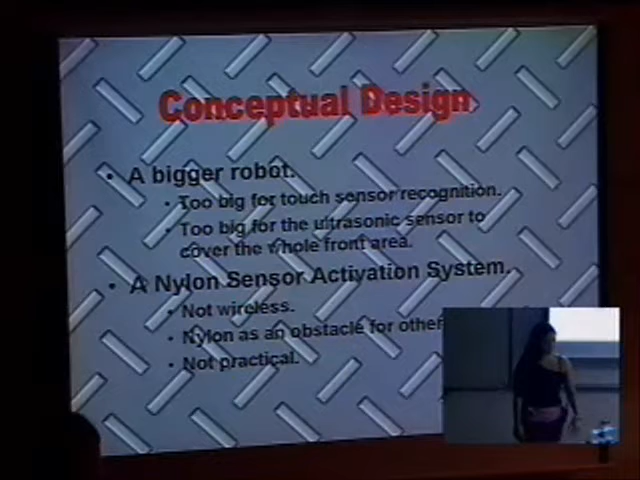 Conceptual Design
• A bigger robot.
• Too big for touch sensor recognition.
• Too big for the ultrasonic sensor to
cover the whole front area.
• A Nylon Sensor Activation System.
• Not wireless.
• Nylon as an obstacle for other
• Not practical.